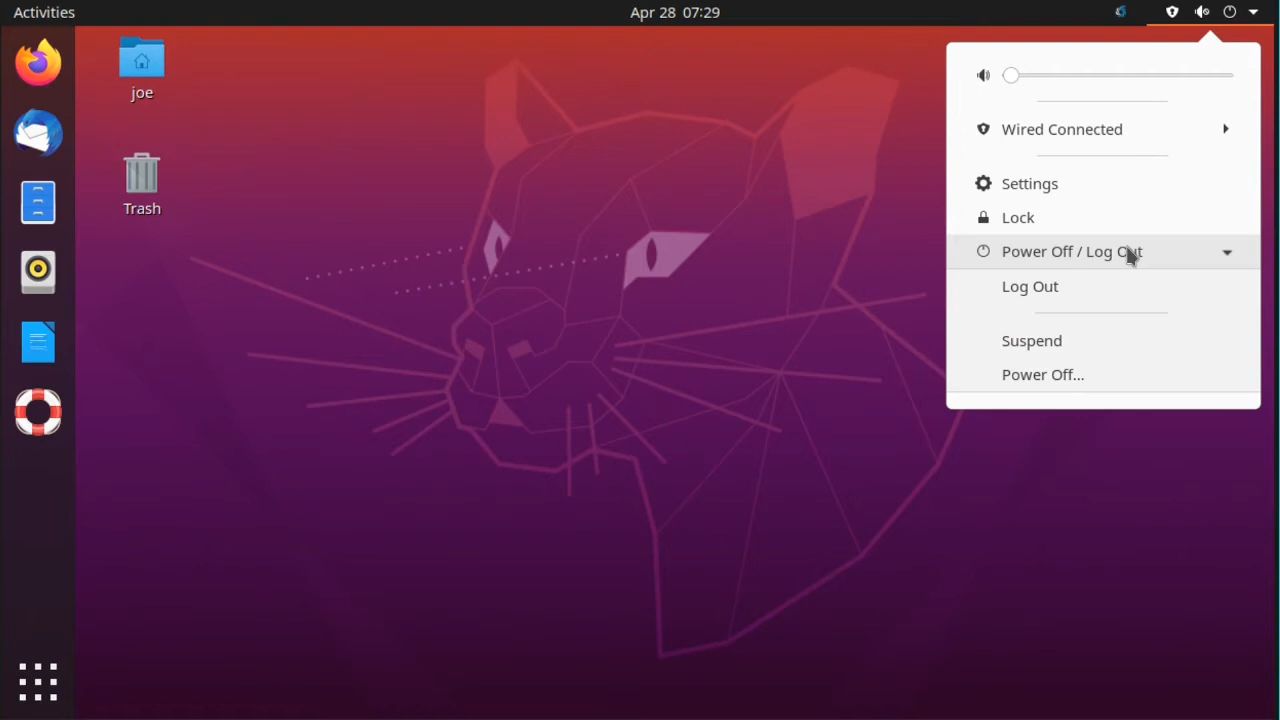 Activities
Apr 28 07:29
joe
Trash
Wired Connected
Settings
Lock
Power Off / Log Out
Log Out
Suspend
Power Off...